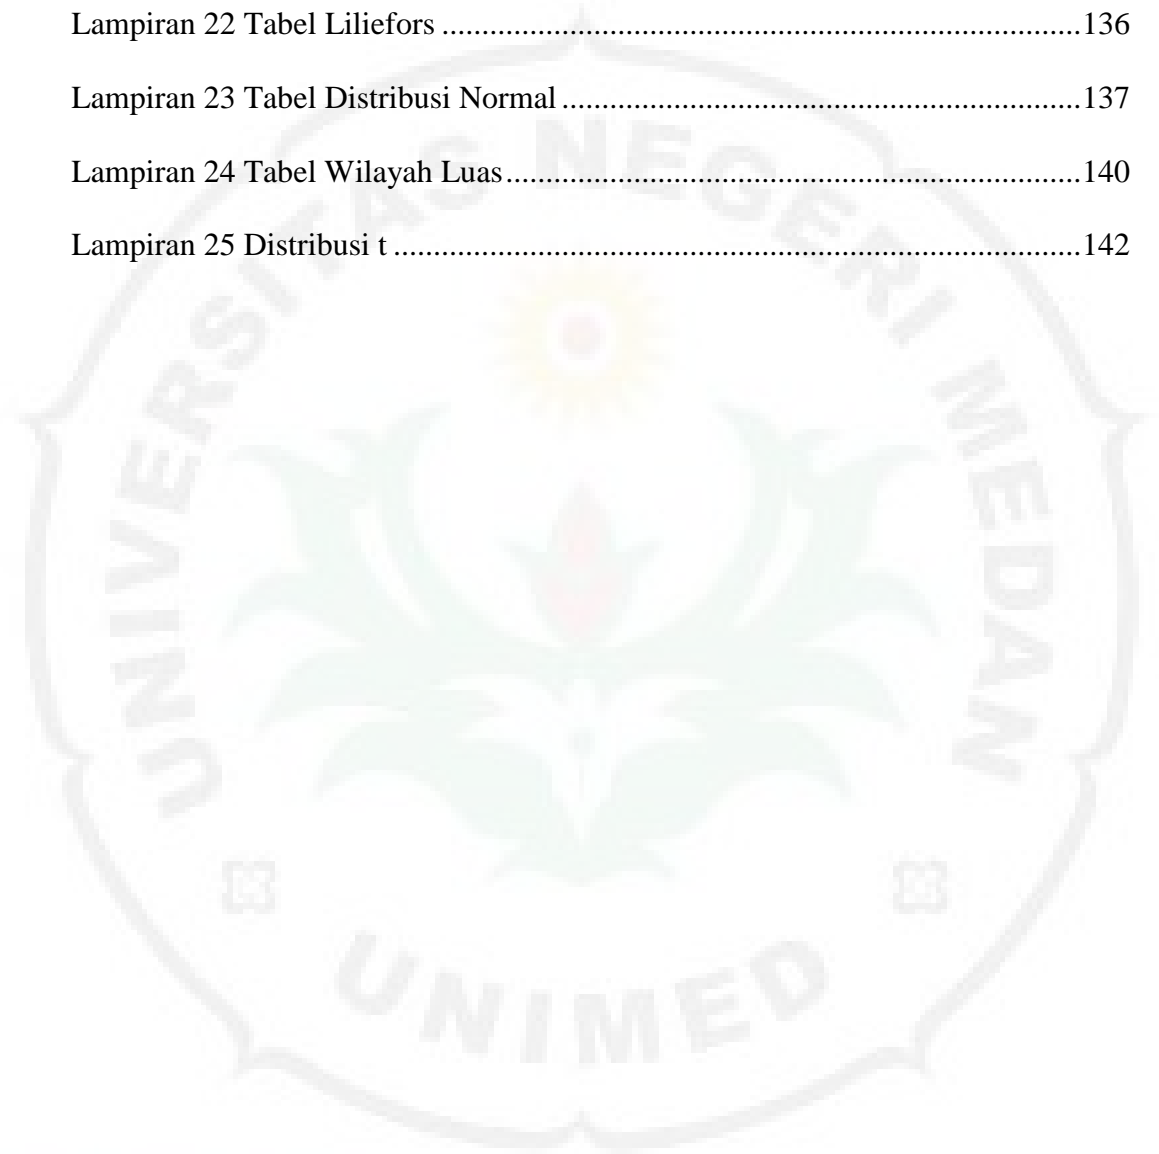 Lampiran 22 Tabel Liliefors ................................................................................136
Lampiran 23 Tabel Distribusi Normal .................................................................137
Lampiran 24 Tabel Wilayah Luas ........................................................................140
Lampiran 25 Distribusi t ......................................................................................142
UNIVERSITAS NEGERI MEDAN
UNIMED